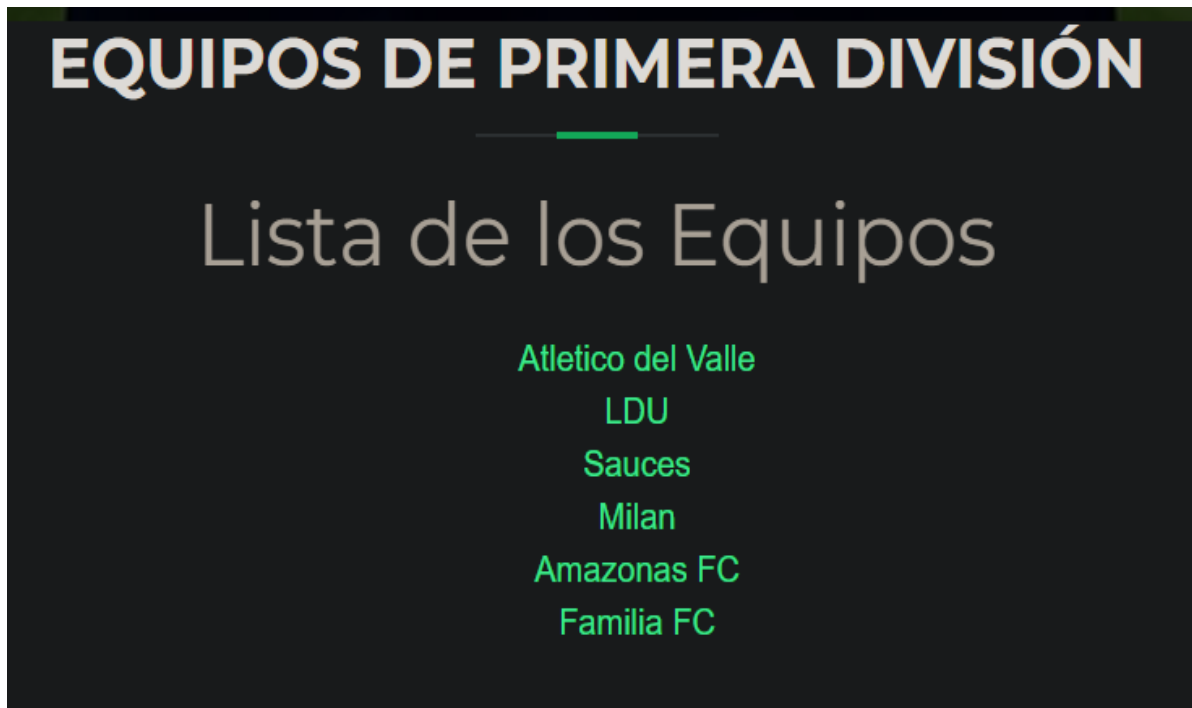 EQUIPOS DE PRIMERA DIVISIÓN
Lista de los Equipos
Atletico del Valle
LDU
Sauces
Milan
Amazonas FC
Familia FC